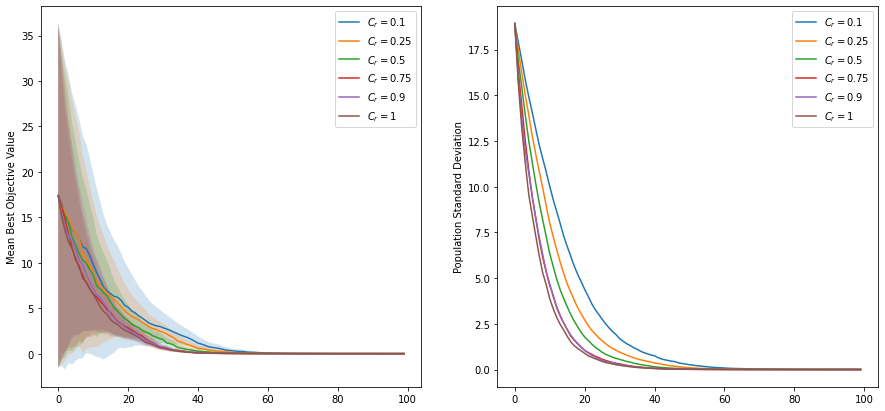 Mean Best Objective Value
35
30
25
20
15
10
5
0
0 20 40 60 80 100
C_r = 0.1
C_r = 0.25
C_r = 0.5
C_r = 0.75
C_r = 0.9
C_r = 1
Population Standard Deviation
17.5
15.0
12.5
10.0
7.5
5.0
2.5
0.0
0 20 40 60 80 100
C_r = 0.1
C_r = 0.25
C_r = 0.5
C_r = 0.75
C_r = 0.9
C_r = 1